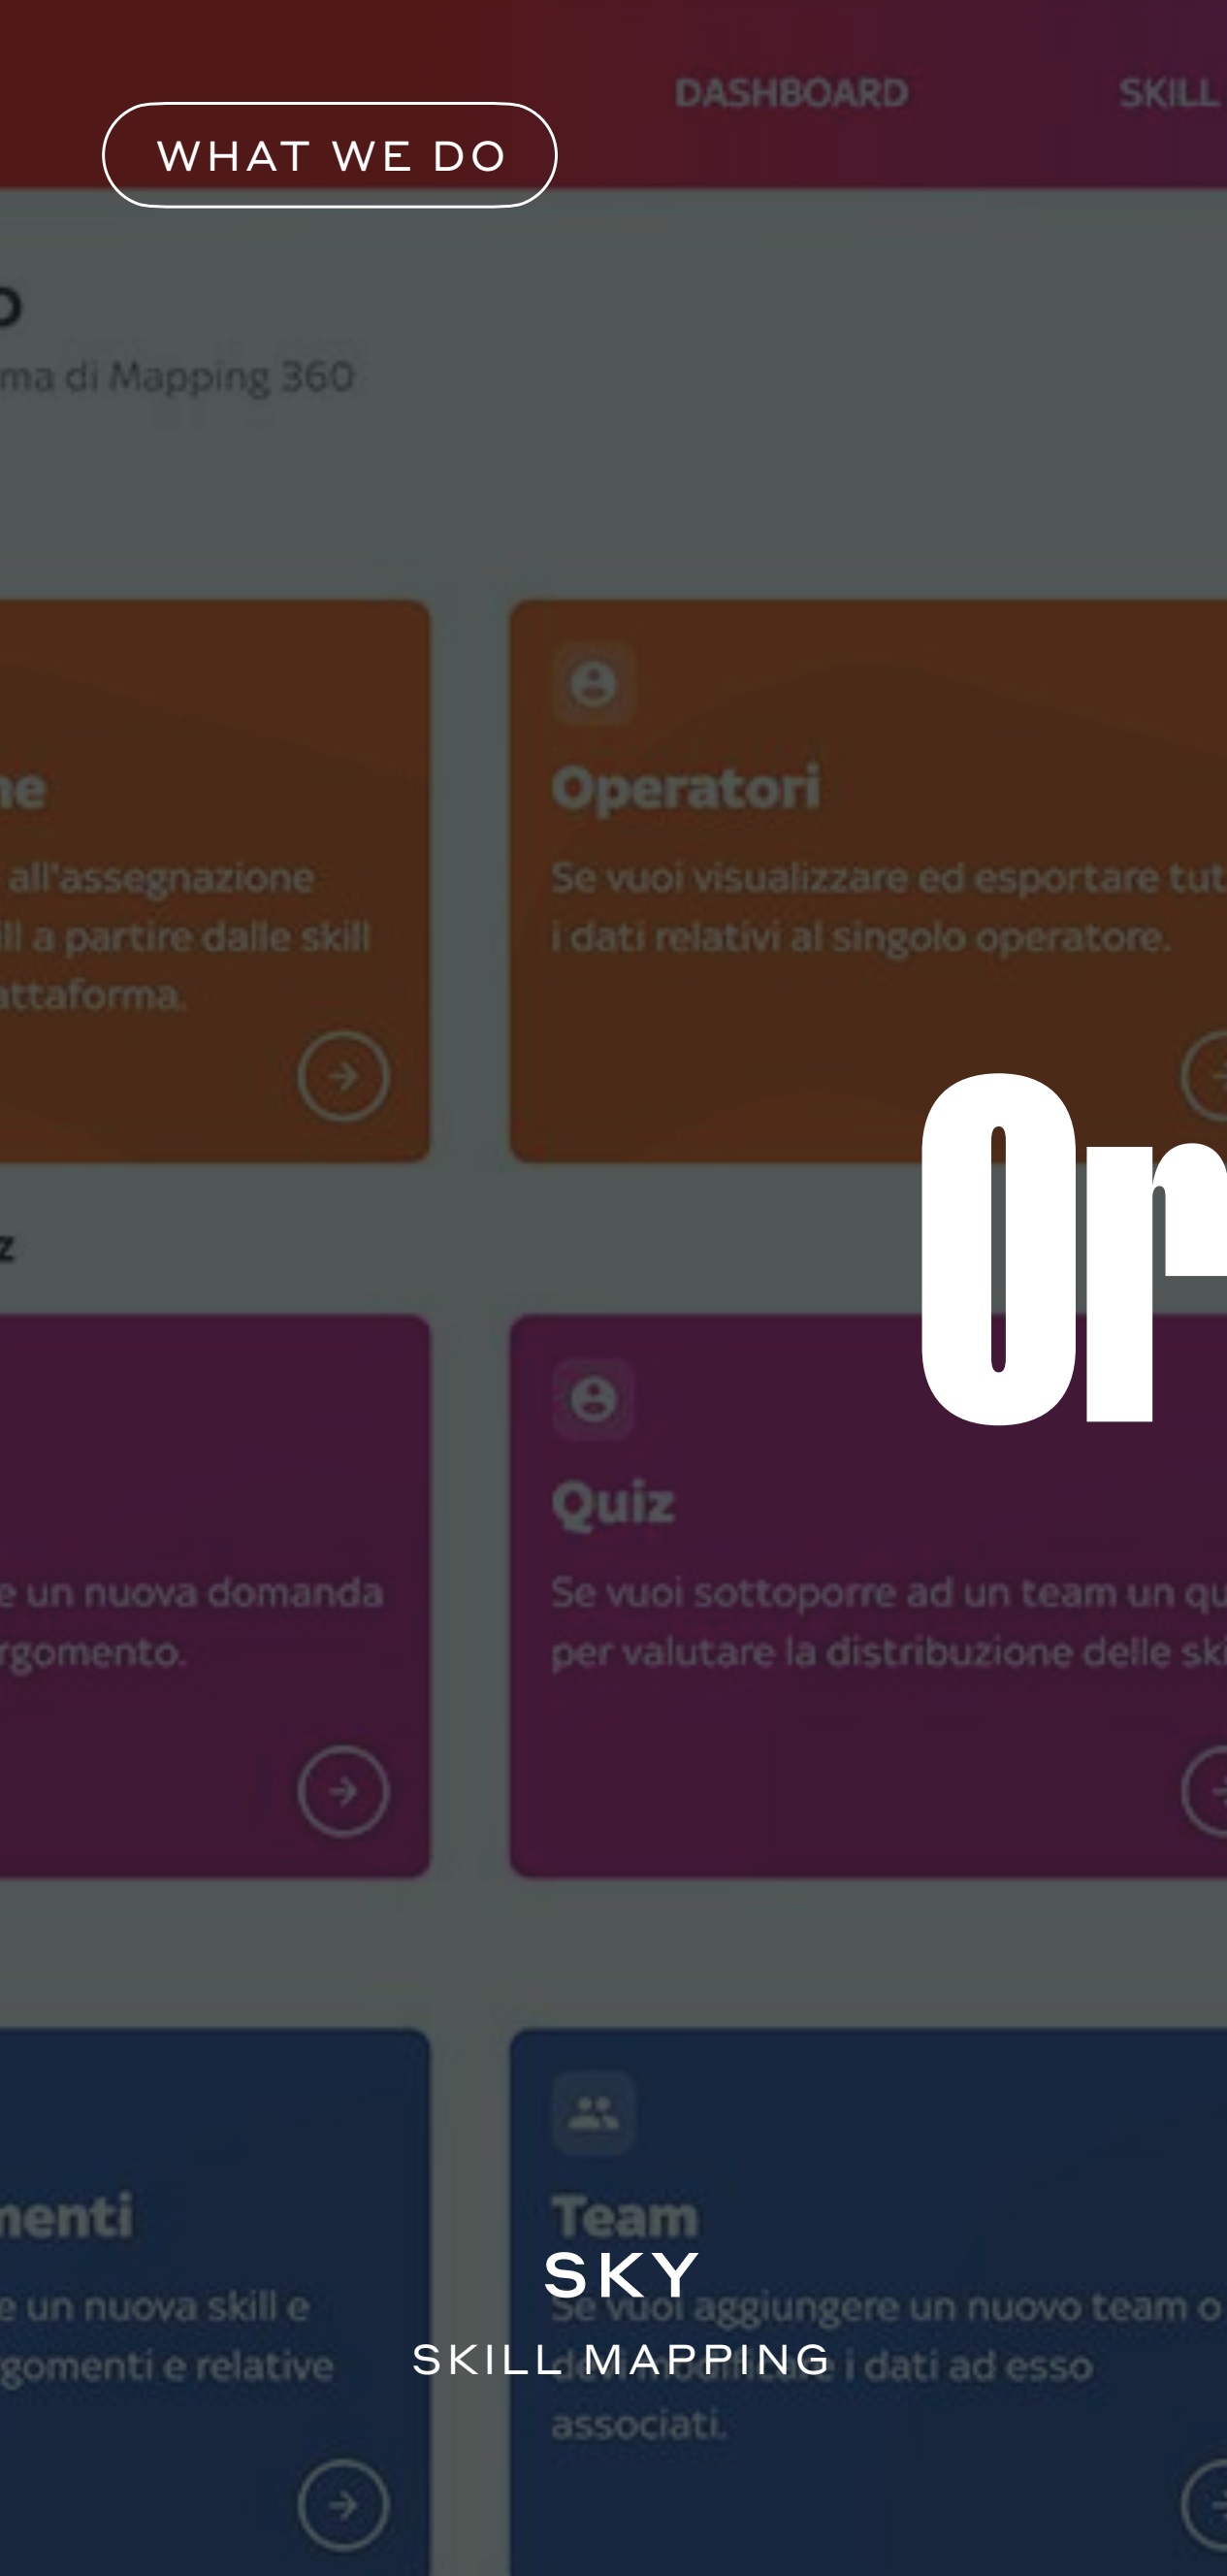 DASHBOARD SKILL
WHAT WE DO
o
ma di Mapping 360
ne
all'assegnazione
ill a partire dalle skill
attaforma.
Operatori
Se vuoi visualizzare ed esportare tut
i dati relativi al singolo operatore.
Or
z
e un nuova domanda
rgomento.
Quiz
Se vuoi sottoporre ad un team un qu
per valutare la distribuzione delle ski
menti
e un nuova skill e
gomenti e relative
Team
Se vuoi aggiungere un nuovo team o
i dati ad esso
associati.
SKY
SKILL MAPPING